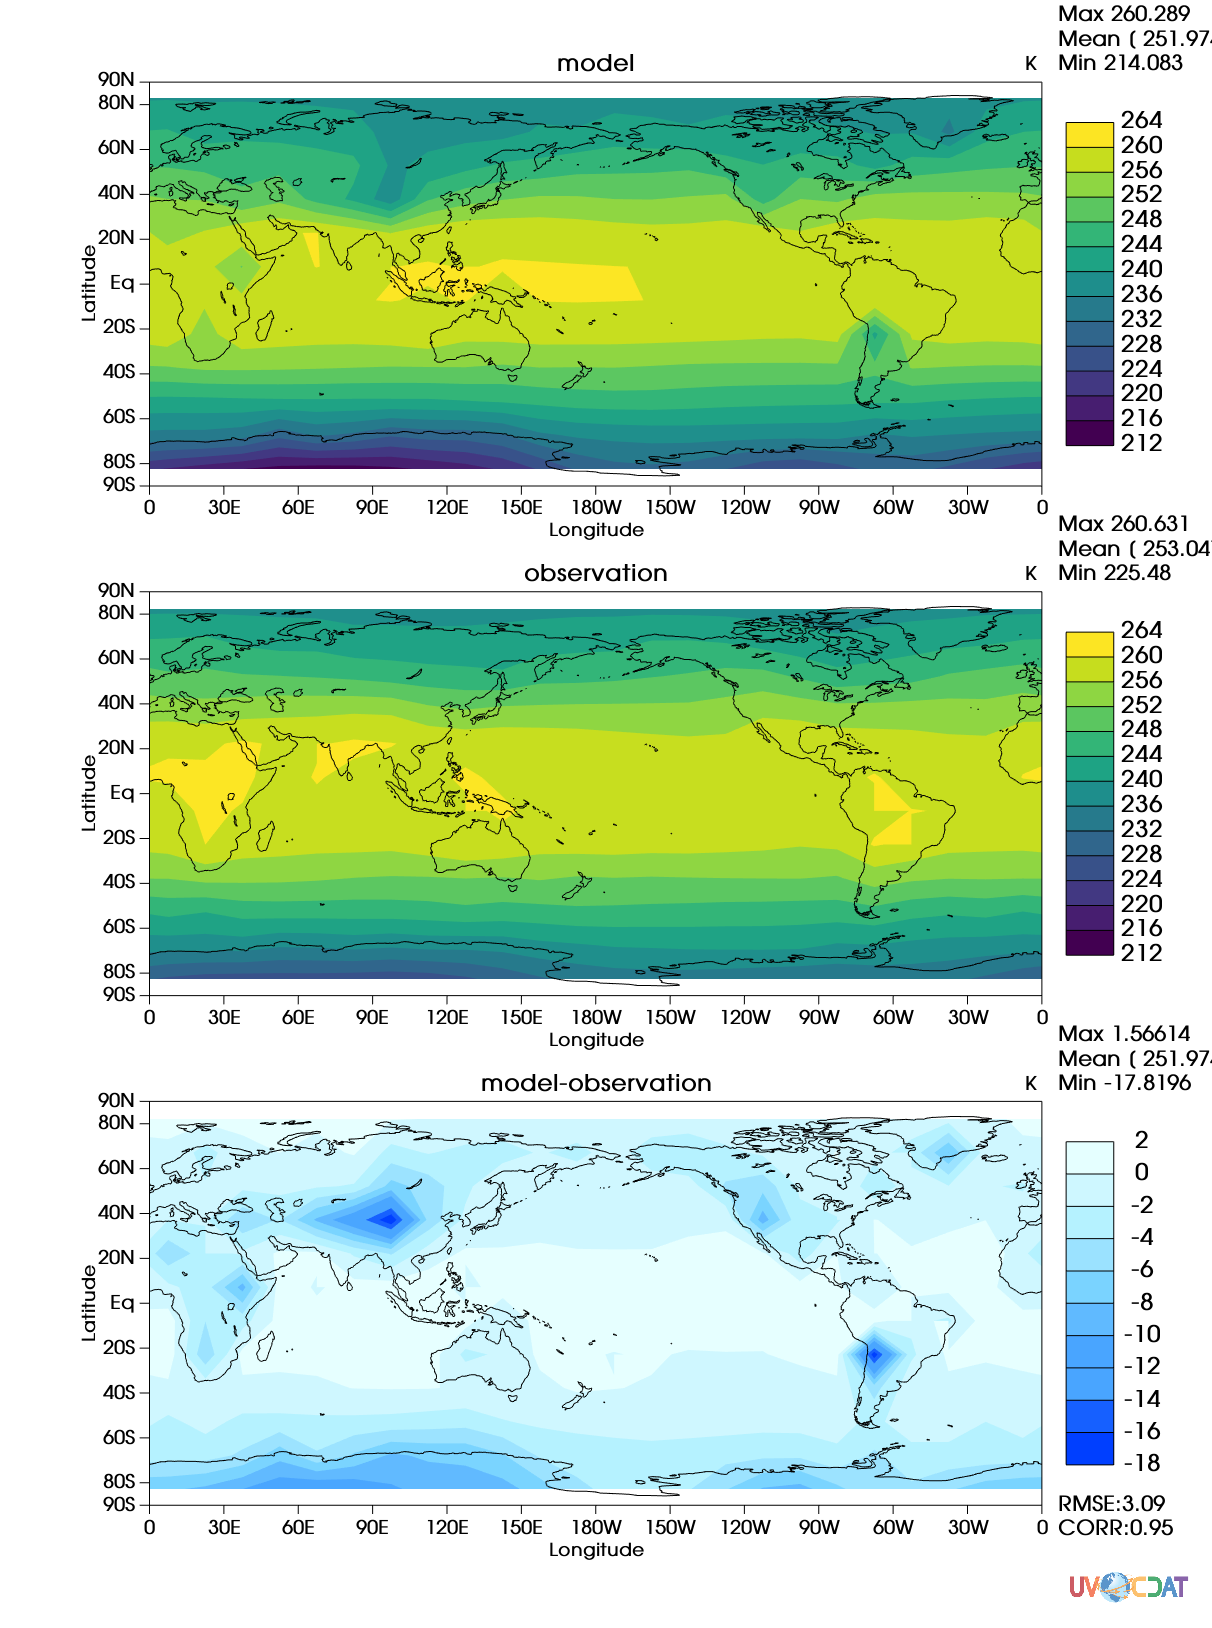 Max 260.289
Mean ( 251.974
model K Min 214.083
90N
80N
60N
40N
20N
Eq
20S
40S
60S
80S
90S
Latitude
0 30E 60E 90E 120E 150E 180W 150W 120W 90W 60W 30W 0
Longitude
264
260
256
252
248
244
240
236
232
228
224
220
216
212
Max 260.631
Mean ( 253.04
observation K Min 225.48
90N
80N
60N
40N
20N
Eq
20S
40S
60S
80S
90S
Latitude
0 30E 60E 90E 120E 150E 180W 150W 120W 90W 60W 30W 0
Longitude
264
260
256
252
248
244
240
236
232
228
224
220
216
212
Max 1.56614
Mean ( 251.974
model-observation K Min -17.8196
90N
80N
60N
40N
20N
Eq
20S
40S
60S
80S
90S
Latitude
0 30E 60E 90E 120E 150E 180W 150W 120W 90W 60W 30W 0
Longitude
2
0
-2
-4
-6
-8
-10
-12
-14
-16
-18
RMSE:3.09
CORR:0.95
UV CDAT